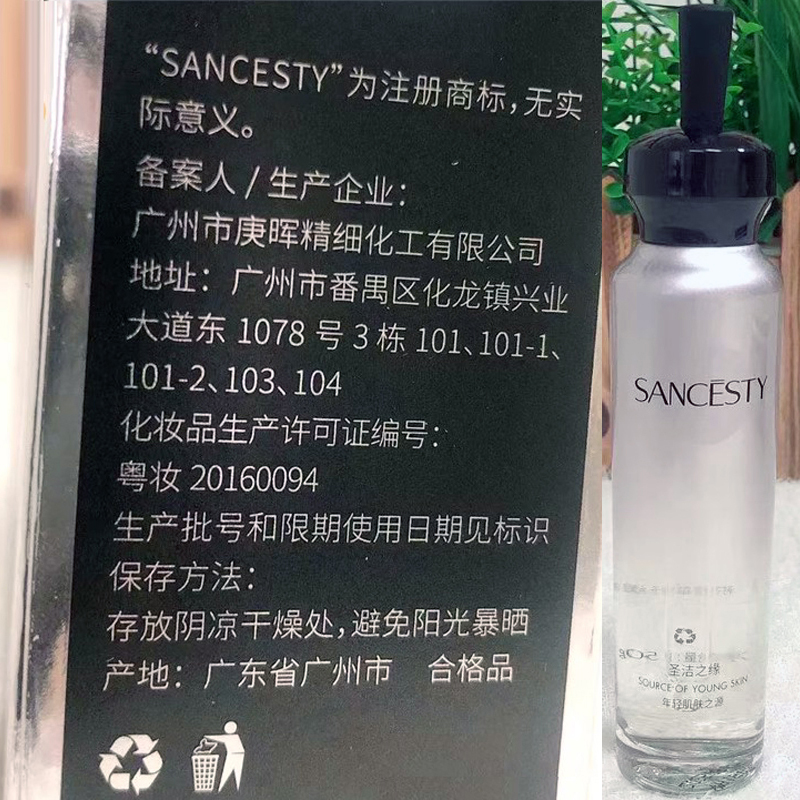 “SANCESTY”为注册商标，无实
际意义。
备案人 / 生产企业：
广州市庚晖精细化工有限公司
地址：广州市番禺区化龙镇兴业
大道东 1078 号 3 栋 101、101-1、
101-2、103、104
化妆品生产许可证编号：
粤妆 20160094
生产批号和限期使用日期见标识
保存方法：
存放阴凉干燥处，避免阳光暴晒
产地：广东省广州市 合格品
SANCĒSTY
圣洁之缘
SOURCE OF YOUNG SKIN
年轻肌肤之源